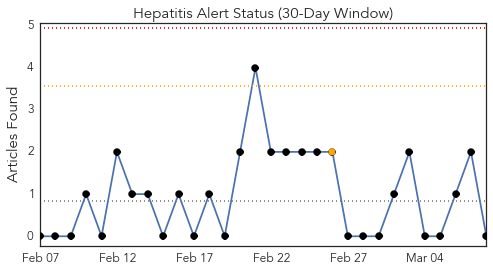 Hepatitis Alert Status (30-Day Window)
Articles Found
5
4
3
2
1
0
Feb 07 Feb 12 Feb 17 Feb 22 Feb 27 Mar 04